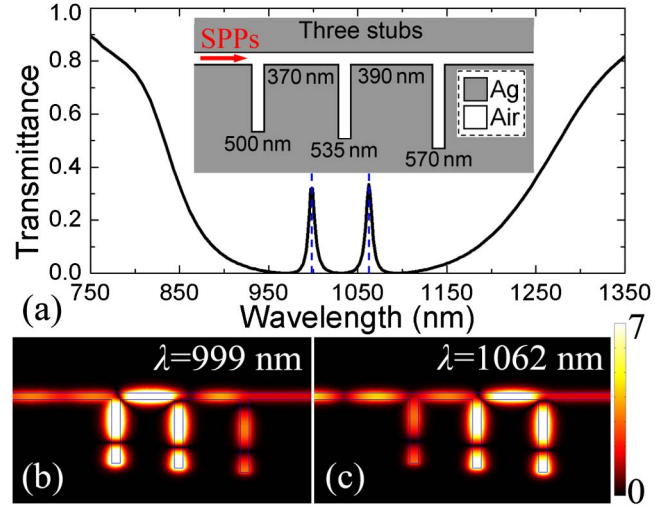 1.0
0.8
0.6
0.4
0.2
0.0
Transmittance
Three stubs
SPPs
370 nm
390 nm
Ag
Air
500 nm
535 nm
570 nm
750
850
950
1050
1150
1250
1350
(a)
Wavelength (nm)
λ=999 nm
λ=1062 nm
7
(b)
(c)
0